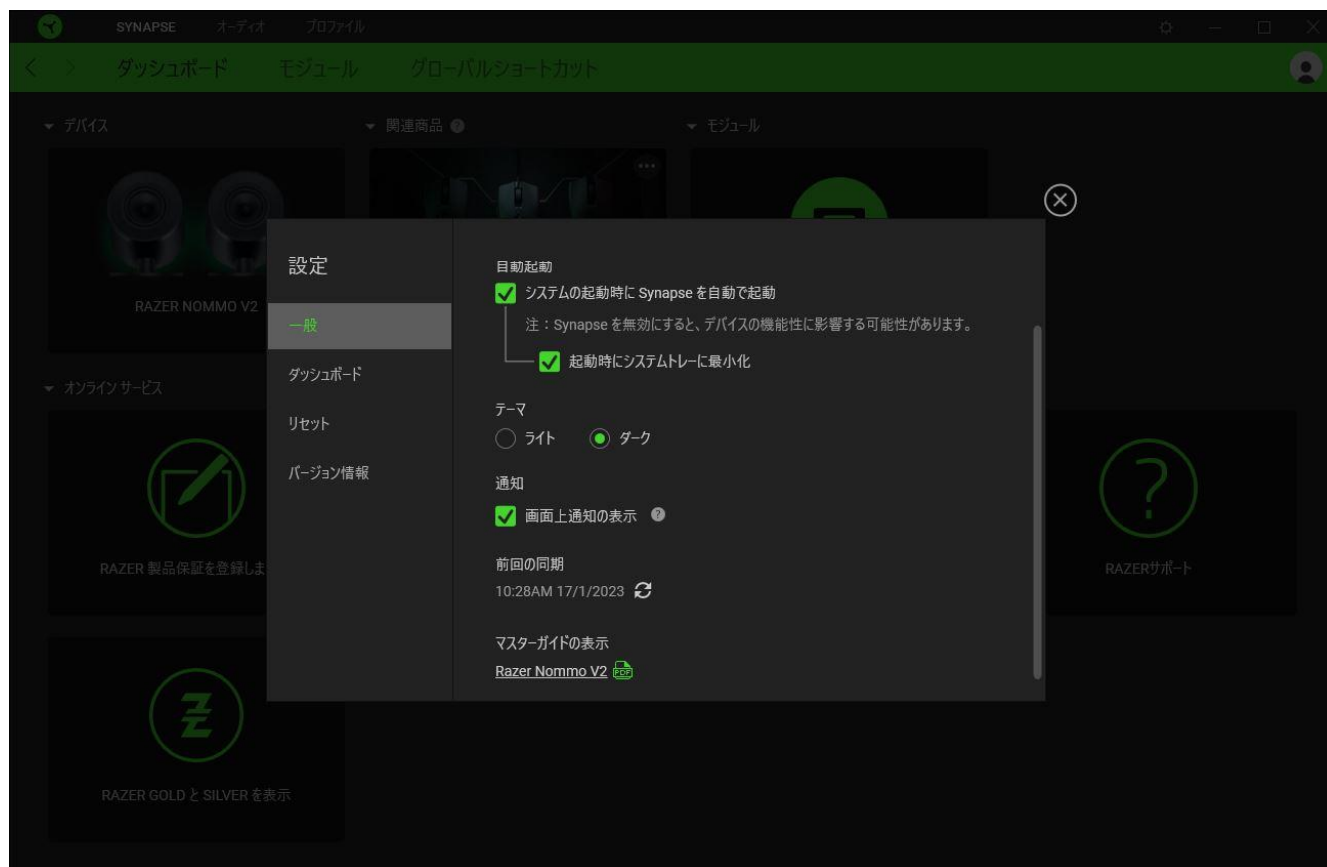 SYNAPSE オーディオ プロファイル
ダッシュボード モジュール グローバルショートカット
デバイス
関連商品 ?
モジュール
RAZER NOMMO V2
オンライン サービス
RAZER 製品保証を登録しま
RAZERサポート
RAZER GOLD と SILVER を表示
設定
一般
ダッシュボード
リセット
バージョン情報
自動起動
システムの起動時に Synapse を自動で起動
注：Synapse を無効にすると、デバイスの機能性に影響する可能性があります。
起動時にシステムトレーに最小化
テーマ
ライト ダーク
通知
画面上通知の表示 ?
前回の同期
10:28AM 17/1/2023
マスターガイドの表示
Razer Nommo V2 PDF